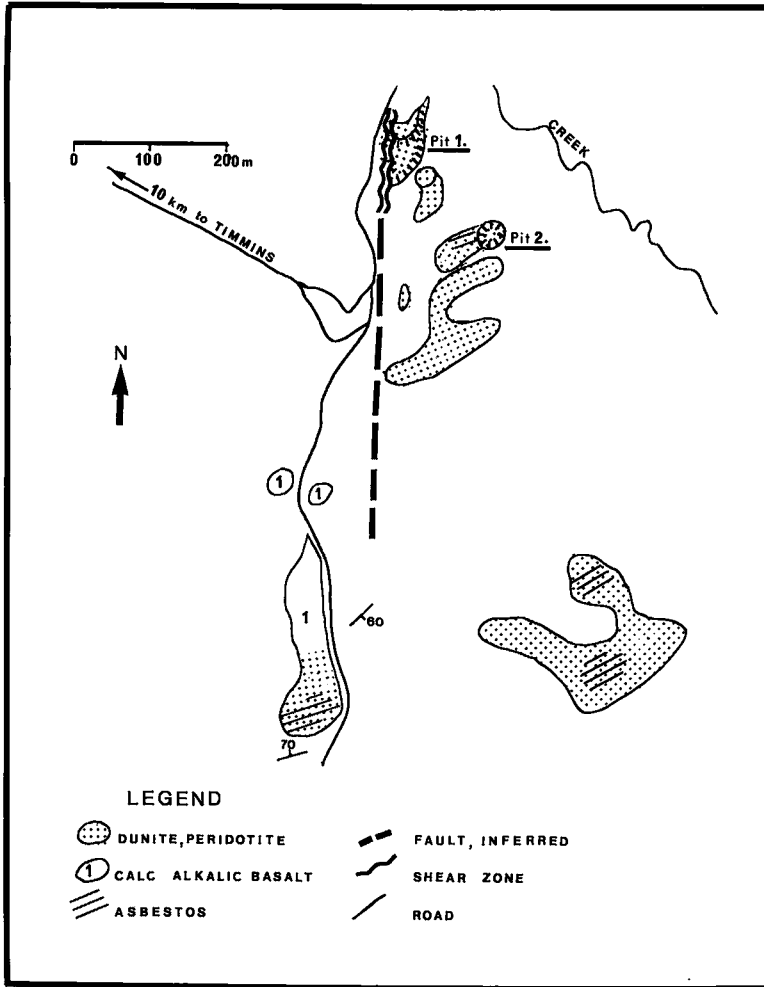 CREEK
Pit 1.
0 100 200 m
10 km to TIMMINS
Pit 2.
N
1
1
1
60
70
LEGEND
DUNITE, PERIDOTITE
1 CALC ALKALIC BASALT
ASBESTOS
FAULT, INFERRED
SHEAR ZONE
ROAD